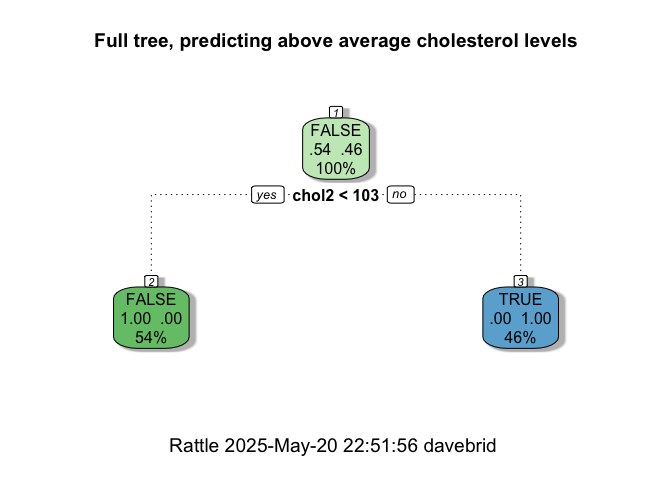 Full tree, predicting above average cholesterol levels
1
FALSE
.54 .46
100%
yes chol2 < 103 no
2
FALSE
1.00 .00
54%
3
TRUE
.00 1.00
46%
Rattle 2025-May-20 22:51:56 davebrid